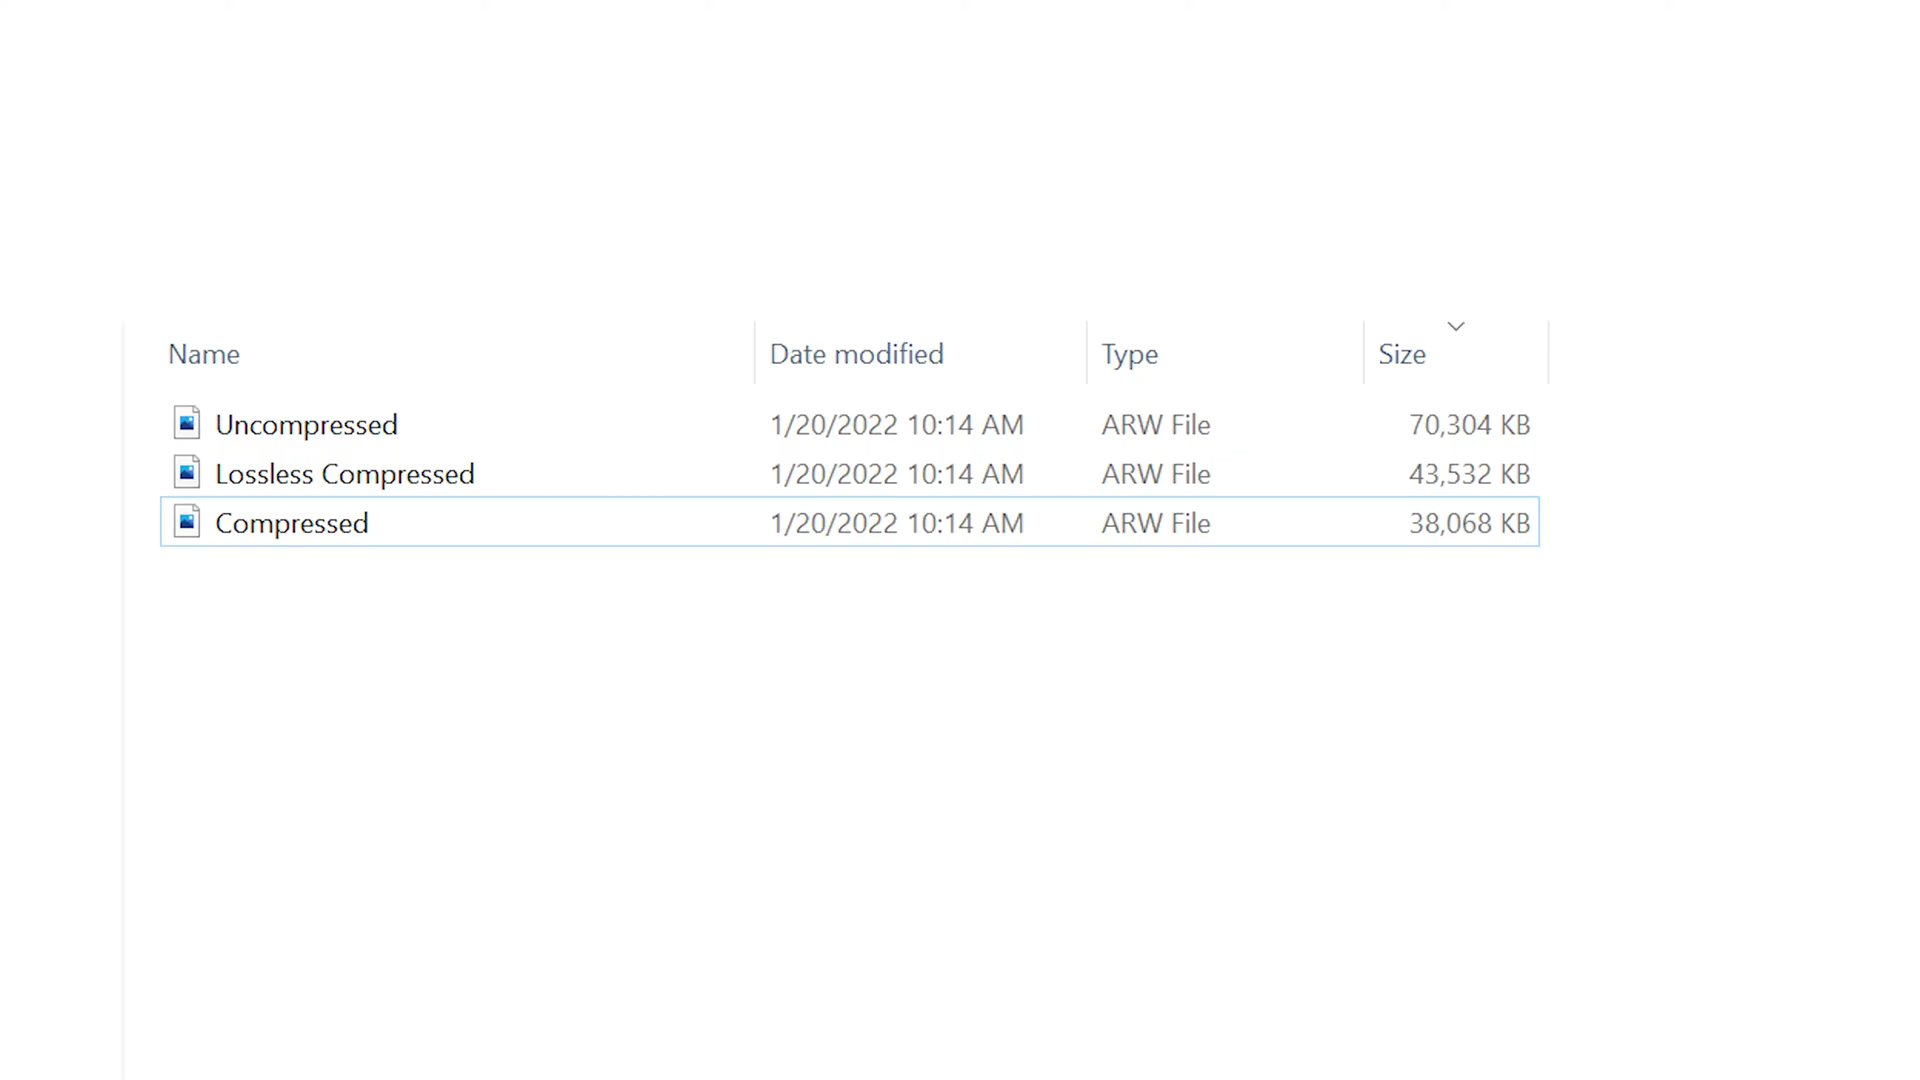 Name Date modified Type Size
Uncompressed 1/20/2022 10:14 AM ARW File 70,304 KB
Lossless Compressed 1/20/2022 10:14 AM ARW File 43,532 KB
Compressed 1/20/2022 10:14 AM ARW File 38,068 KB